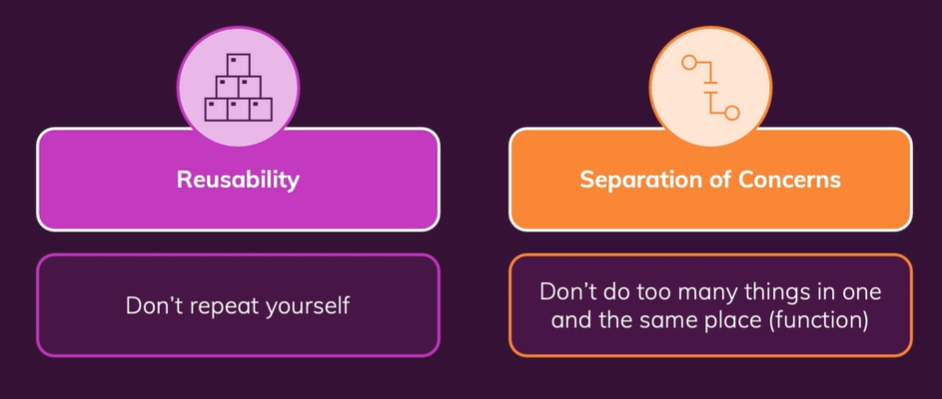 Reusability
Separation of Concerns
Don’t repeat yourself
Don’t do too many things in one
and the same place (function)